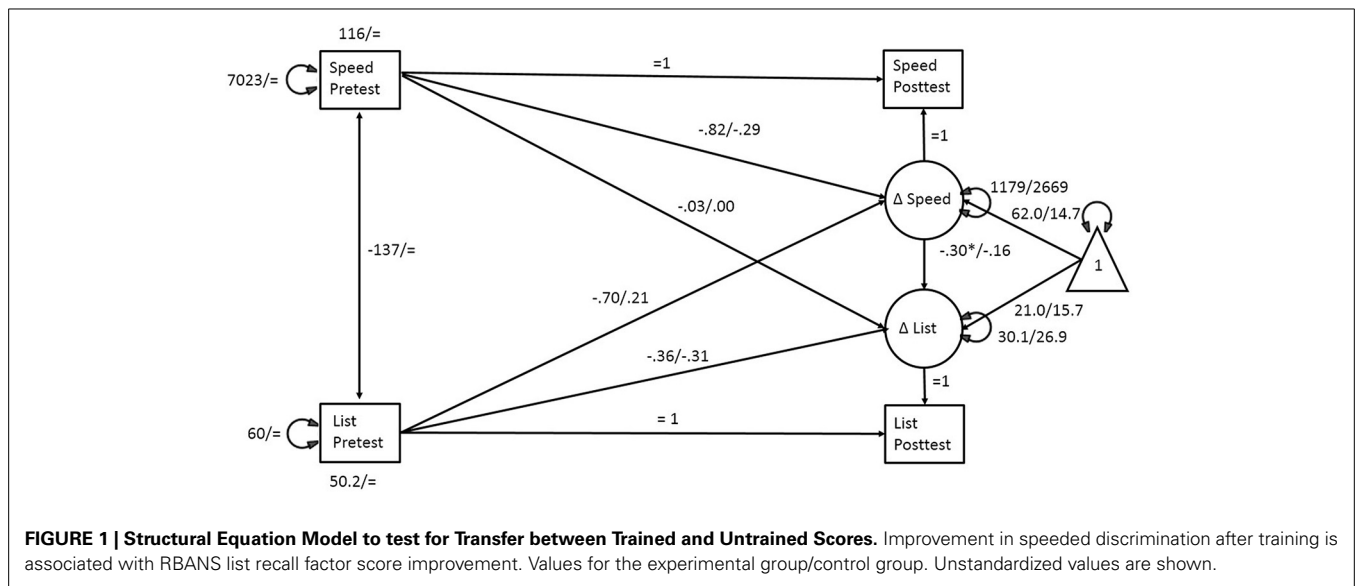 116/=
7023/=
Speed
Pretest
=1
Speed
Posttest
-.82/-.29
=1
Δ Speed
1179/2669
62.0/14.7
-.03/.00
-137/=
-.30*/-.16
1
-.70/.21
21.0/15.7
Δ List
30.1/26.9
-.36/-.31
=1
60/=
List
Pretest
= 1
List
Posttest
50.2/=
FIGURE 1 | Structural Equation Model to test for Transfer between Trained and Untrained Scores. Improvement in speeded discrimination after training is
associated with RBANS list recall factor score improvement. Values for the experimental group/control group. Unstandardized values are shown.